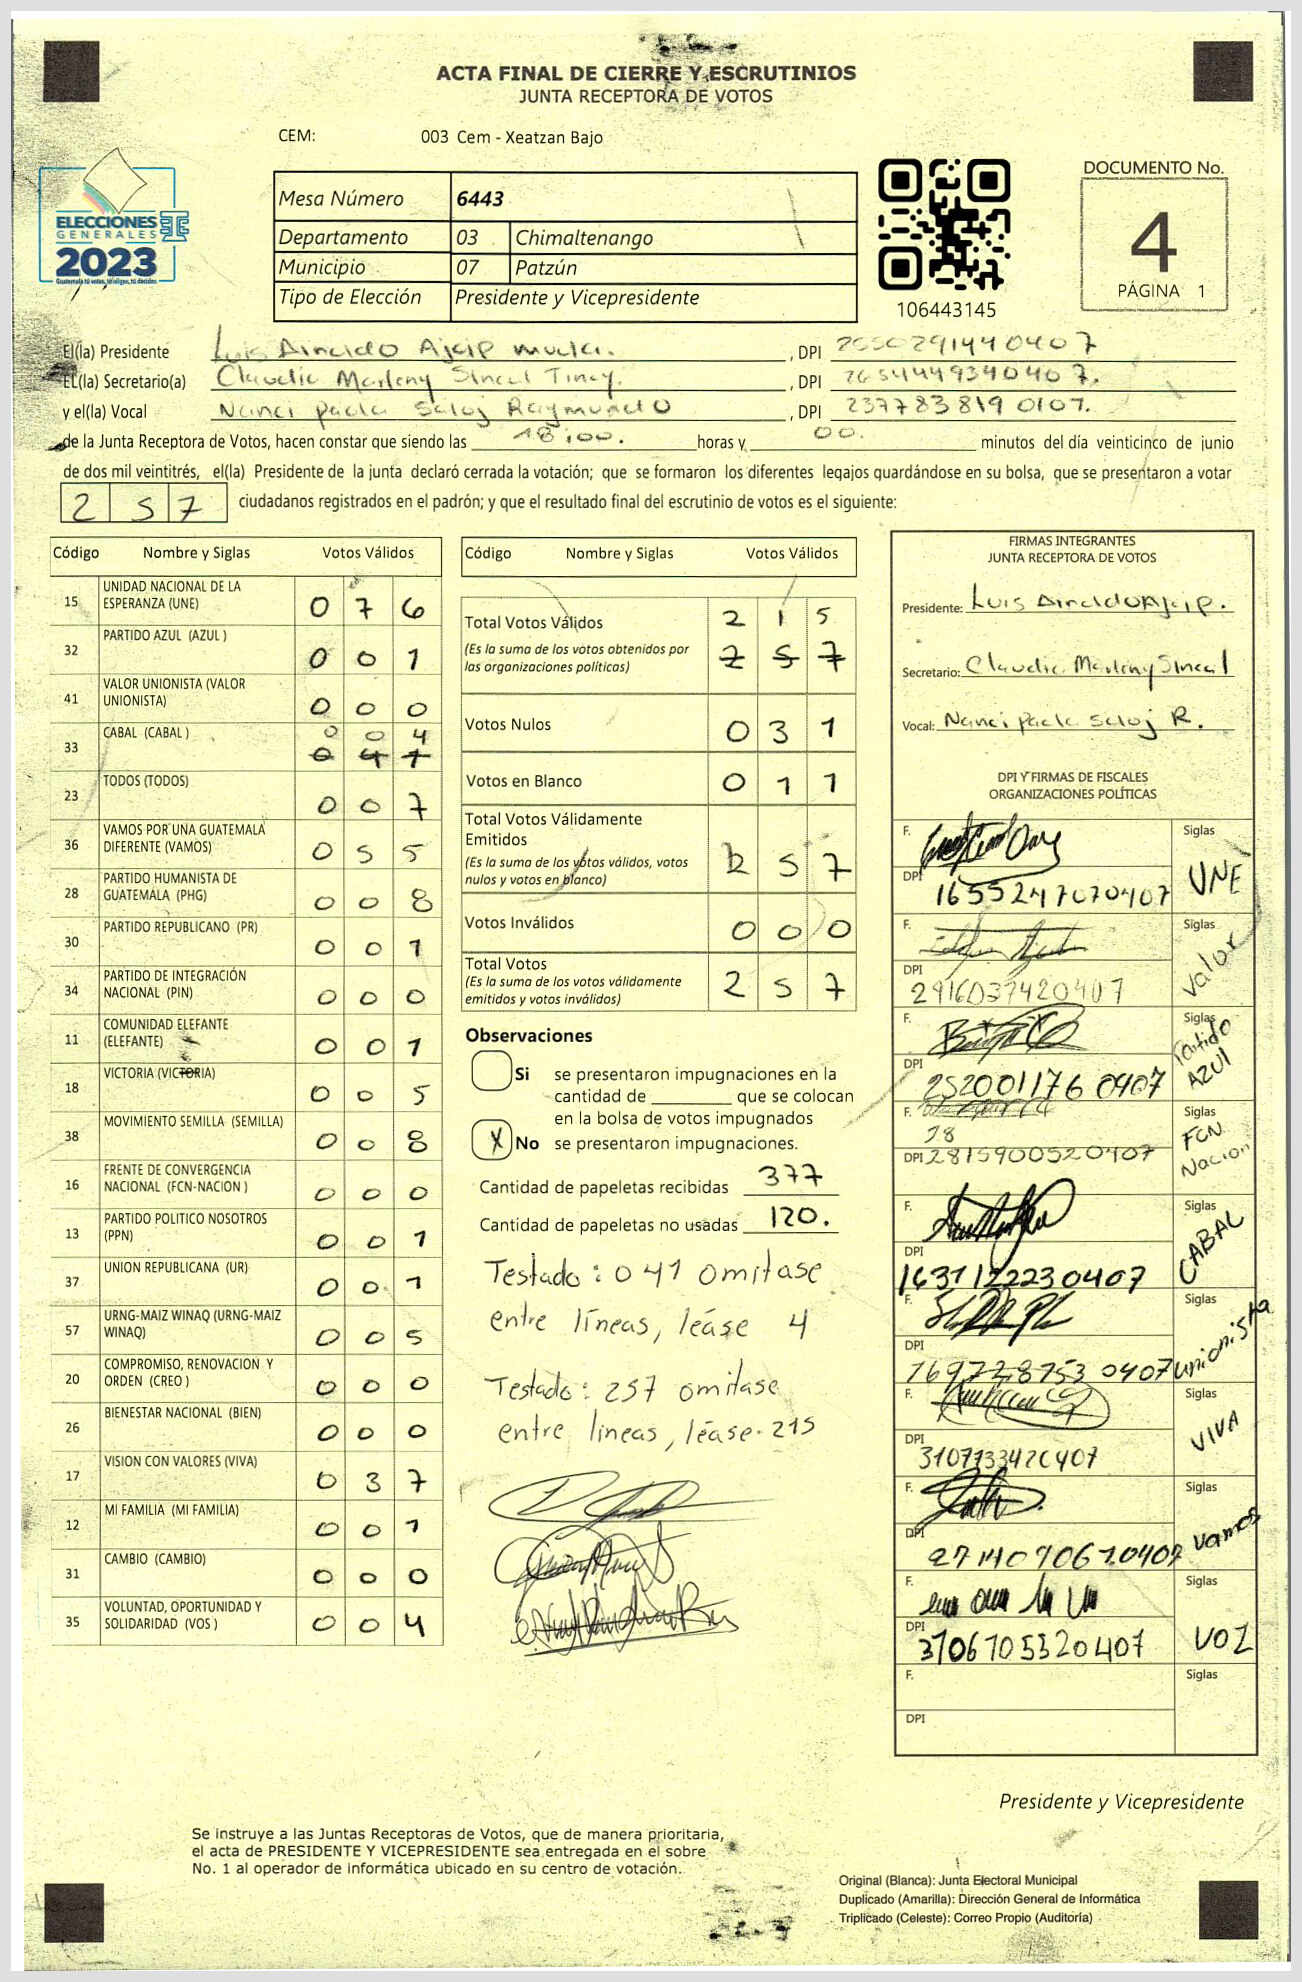 ACTA FINAL DE CIERRE Y ESCRUTINIOS
JUNTA RECEPTORA DE VOTOS
CEM: 003 Cem - Xeatzan Bajo
ELECCIONES
GENERALES
2023
Guatemala tú votas, tú eliges, tú decides
Mesa Número 6443
Departamento 03 Chimaltenango
Municipio 07 Patzún
Tipo de Elección Presidente y Vicepresidente
106443145
DOCUMENTO No.
4
PÁGINA 1
El(la) Presidente Luis , DPI 2550291440407
EL(la) Secretario(a) Claudia Marleny Sincal , DPI 2654449340407.
y el(la) Vocal Nanci Paola Saloj Raymundo , DPI 2377838190107.
de la Junta Receptora de Votos, hacen constar que siendo las 18:00. horas y 00. minutos del día veinticinco de junio
de dos mil veintitrés, el(la) Presidente de la junta declaró cerrada la votación; que se formaron los diferentes legajos guardándose en su bolsa, que se presentaron a votar
2 5 7 ciudadanos registrados en el padrón; y que el resultado final del escrutinio de votos es el siguiente:
Código Nombre y Siglas Votos Válidos
15 UNIDAD NACIONAL DE LA ESPERANZA (UNE) 0 7 6
32 PARTIDO AZUL (AZUL ) 0 0 1
41 VALOR UNIONISTA (VALOR UNIONISTA) 0 0 0
33 CABAL (CABAL ) 0 0 4
0 4 1
23 TODOS (TODOS) 0 0 7
36 VAMOS POR UNA GUATEMALA DIFERENTE (VAMOS) 0 5 5
28 PARTIDO HUMANISTA DE GUATEMALA (PHG) 0 0 8
30 PARTIDO REPUBLICANO (PR) 0 0 1
34 PARTIDO DE INTEGRACIÓN NACIONAL (PIN) 0 0 0
11 COMUNIDAD ELEFANTE (ELEFANTE) 0 0 1
18 VICTORIA (VICTORIA) 0 0 5
38 MOVIMIENTO SEMILLA (SEMILLA) 0 0 8
16 FRENTE DE CONVERGENCIA NACIONAL (FCN-NACION ) 0 0 0
13 PARTIDO POLITICO NOSOTROS (PPN) 0 0 1
37 UNION REPUBLICANA (UR) 0 0 1
57 URNG-MAIZ WINAQ (URNG-MAIZ WINAQ) 0 0 5
20 COMPROMISO, RENOVACION Y ORDEN (CREO ) 0 0 0
26 BIENESTAR NACIONAL (BIEN) 0 0 0
17 VISION CON VALORES (VIVA) 0 3 7
12 MI FAMILIA (MI FAMILIA) 0 0 1
31 CAMBIO (CAMBIO) 0 0 0
35 VOLUNTAD, OPORTUNIDAD Y SOLIDARIDAD (VOS ) 0 0 4
Código Nombre y Siglas Votos Válidos
Total Votos Válidos 2 1 5
(Es la suma de los votos obtenidos por las organizaciones políticas) 2 5 7
Votos Nulos 0 3 1
Votos en Blanco 0 1 1
Total Votos Válidamente Emitidos
(Es la suma de los votos válidos, votos nulos y votos en blanco) 2 5 7
Votos Inválidos 0 0 0
Total Votos
(Es la suma de los votos válidamente emitidos y votos inválidos) 2 5 7
Observaciones
Si se presentaron impugnaciones en la
cantidad de ________ que se colocan
en la bolsa de votos impugnados
X No se presentaron impugnaciones.
Cantidad de papeletas recibidas 377
Cantidad de papeletas no usadas 120.
Testado: 041 omitase
entre líneas, léase 4
Testado: 257 omitase
entre líneas, léase. 215
FIRMAS INTEGRANTES
JUNTA RECEPTORA DE VOTOS
Presidente: Luis
Secretario: Claudia Marleny Sincal
Vocal: Nanci Paola Saloj R.
DPI Y FIRMAS DE FISCALES
ORGANIZACIONES POLÍTICAS
F. Siglas UNE
DPI 1655247070407
F. Siglas Valor
DPI 2916037420407
F. Siglas Partido AZUL
DPI 252001176 0407
F. Siglas FCN Nacion
DPI 2815900520407
F. Siglas CABAL
DPI 1631122230407
F. Siglas unionista
DPI 1697728753 0407
F. Siglas VIVA
DPI 3107133420407
F. Siglas vamos
DPI
F. Siglas VOZ
DPI 3106705320407
F. Siglas
DPI
Presidente y Vicepresidente
Se instruye a las Juntas Receptoras de Votos, que de manera prioritaria,
el acta de PRESIDENTE Y VICEPRESIDENTE sea entregada en el sobre
No. 1 al operador de informática ubicado en su centro de votación.
Original (Blanca): Junta Electoral Municipal
Duplicado (Amarilla): Dirección General de Informática
Triplicado (Celeste): Correo Propio (Auditoría)